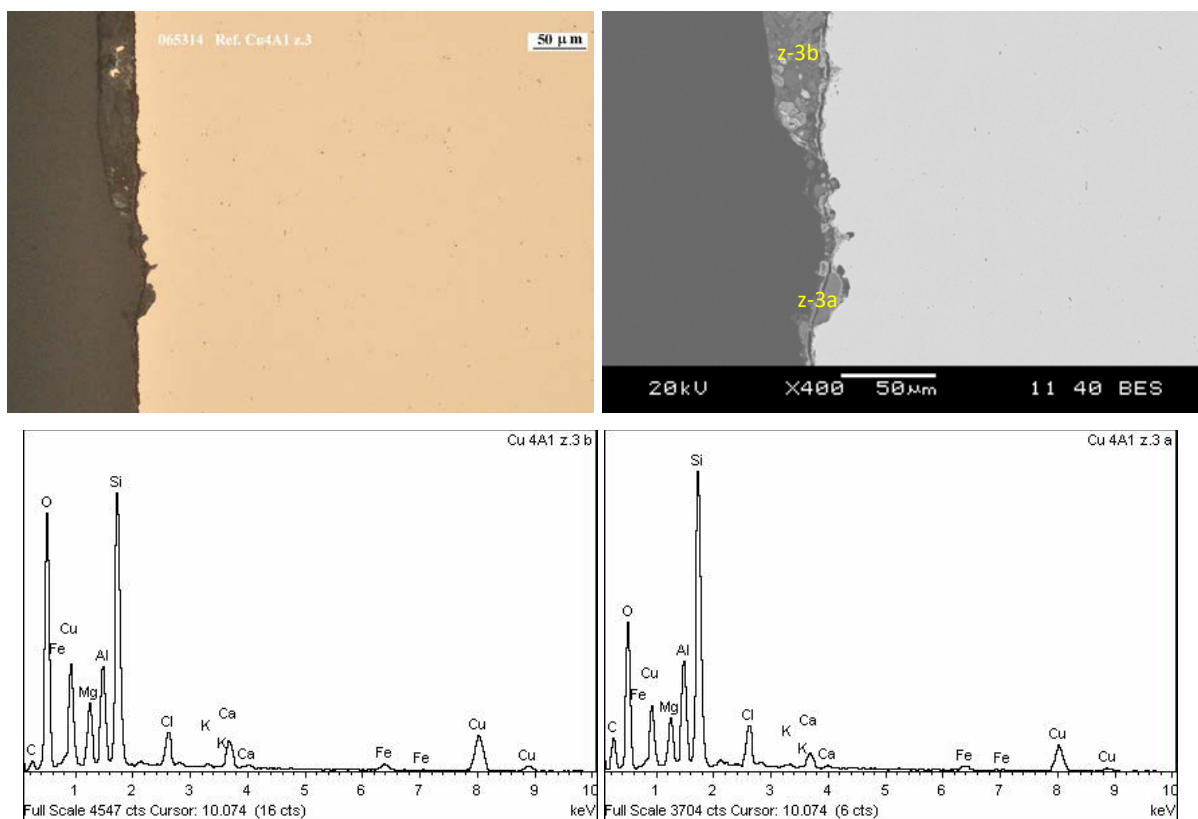 065314 Ref. Cu4A1 z.3
50 µm
z-3b
z-3a
20kV X400 50µm 11 40 BES
Cu 4A1 z.3 b
Si
O
Cu
Fe
Al
Mg
Cl
K
Ca
K
Ca
C
Fe
Fe
Cu
Cu
1 2 3 4 5 6 7 8 9 10
Full Scale 4547 cts Cursor: 10.074 (16 cts) keV
Cu 4A1 z.3 a
Si
O
Cu
Fe
Al
Mg
Cl
K
Ca
K
Ca
C
Fe
Fe
Cu
Cu
1 2 3 4 5 6 7 8 9 10
Full Scale 3704 cts Cursor: 10.074 (6 cts) keV